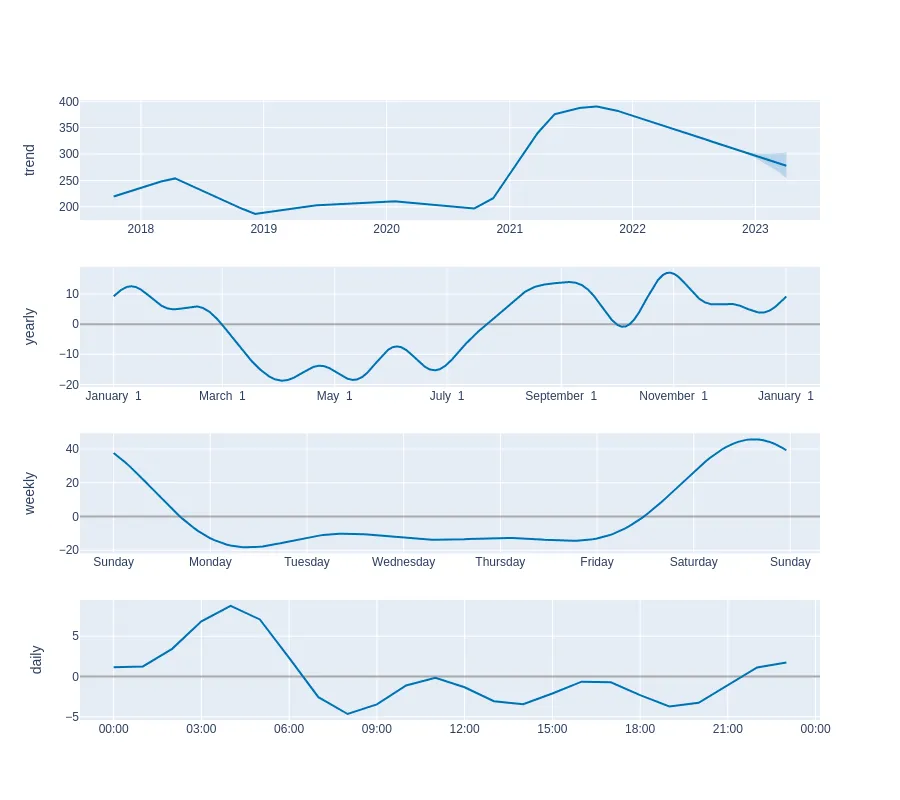 trend
400
350
300
250
200
2018 2019 2020 2021 2022 2023
yearly
10
0
−10
−20
January 1 March 1 May 1 July 1 September 1 November 1 January 1
weekly
40
20
0
−20
Sunday Monday Tuesday Wednesday Thursday Friday Saturday Sunday
daily
5
0
−5
00:00 03:00 06:00 09:00 12:00 15:00 18:00 21:00 00:00